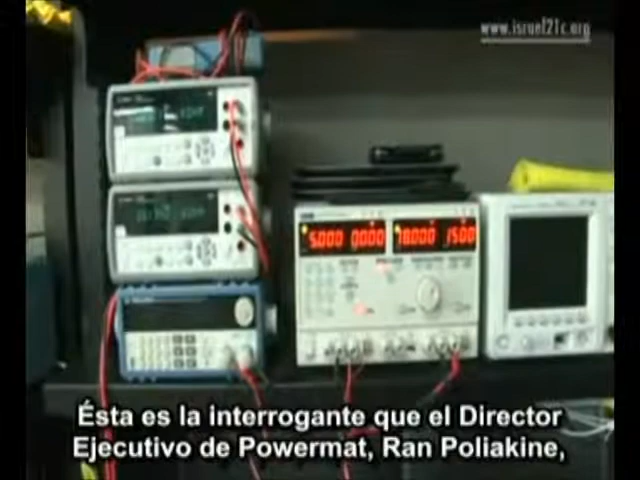 www.israel21c.org
5.000 0.000 18.000 1.500
Ésta es la interrogante que el Director
Ejecutivo de Powermat, Ran Poliakine,